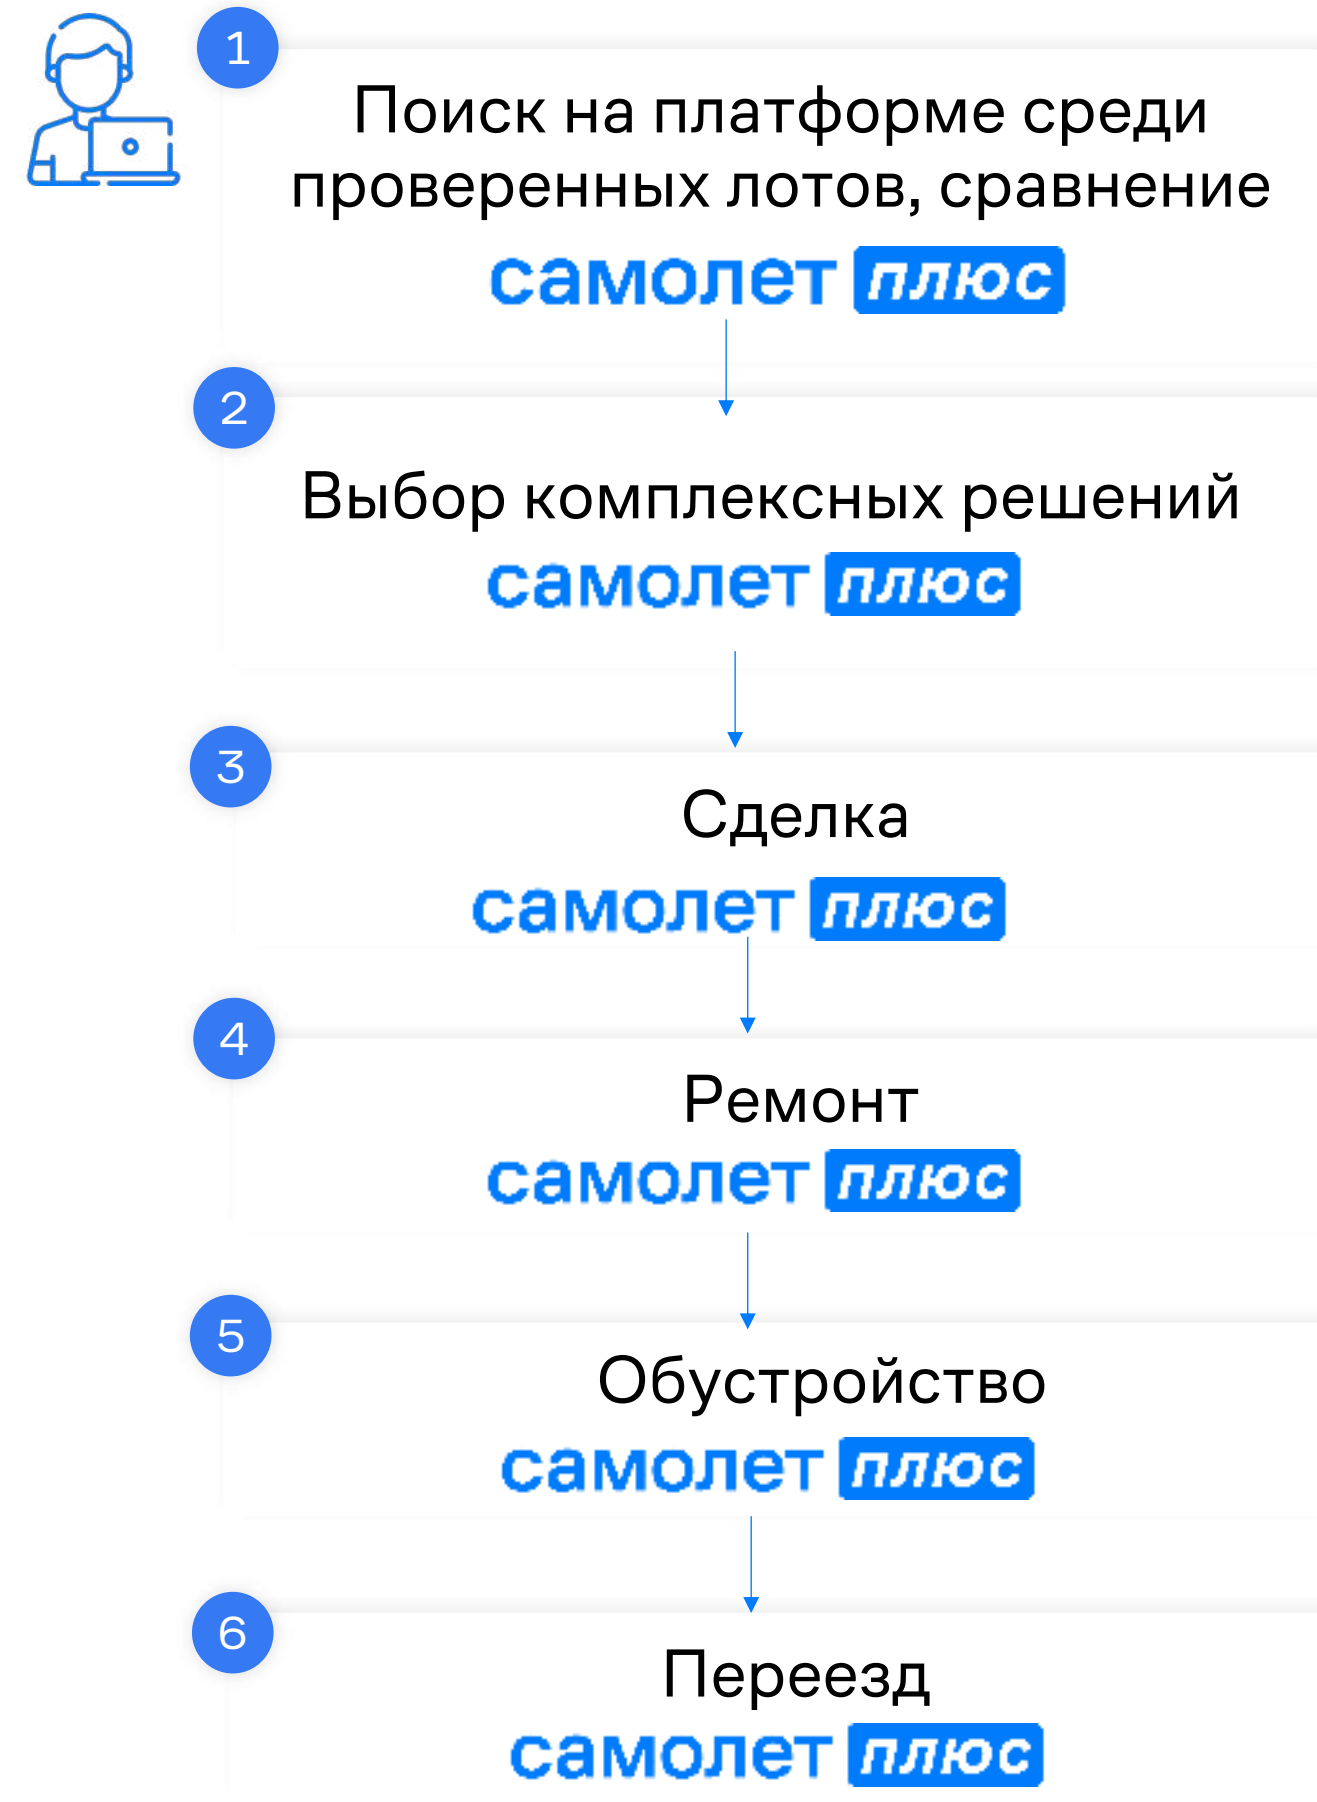 1
Поиск на платформе среди
проверенных лотов, сравнение
самолет плюс
2
Выбор комплексных решений
самолет плюс
3
Сделка
самолет плюс
4
Ремонт
самолет плюс
5
Обустройство
самолет плюс
6
Переезд
самолет плюс